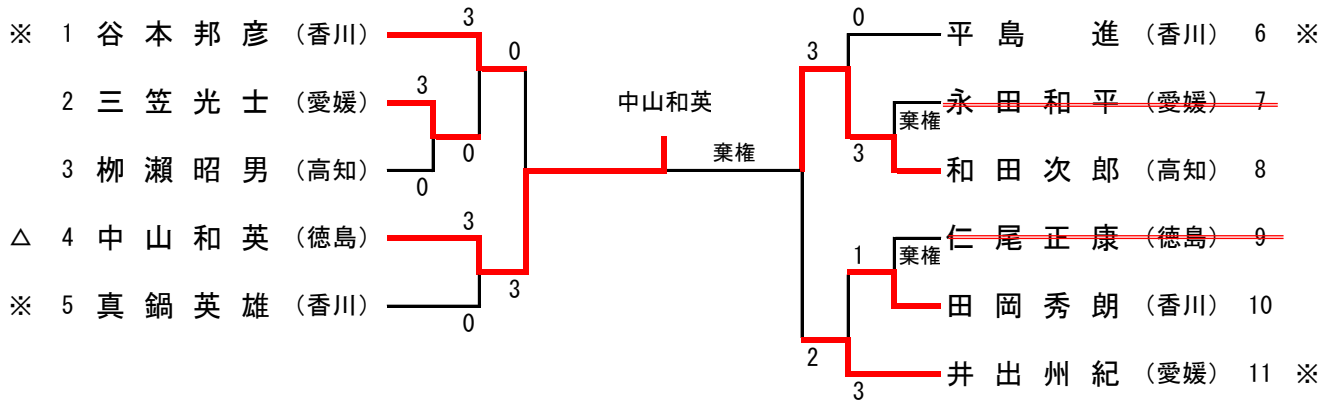 ※ 1 谷本邦彦 (香川)
3
0
2 三笠光士 (愛媛)
3
0
3 栁瀬昭男 (高知)
0
△ 4 中山和英 (徳島)
3
3
※ 5 真鍋英雄 (香川)
0
中山和英
棄権
0
平島 進 (香川) 6 ※
3
永田和平 (愛媛) 7
棄権
3
和田次郎 (高知) 8
仁尾正康 (徳島) 9
棄権
1
田岡秀朗 (香川) 10
2
井出州紀 (愛媛) 11 ※
3